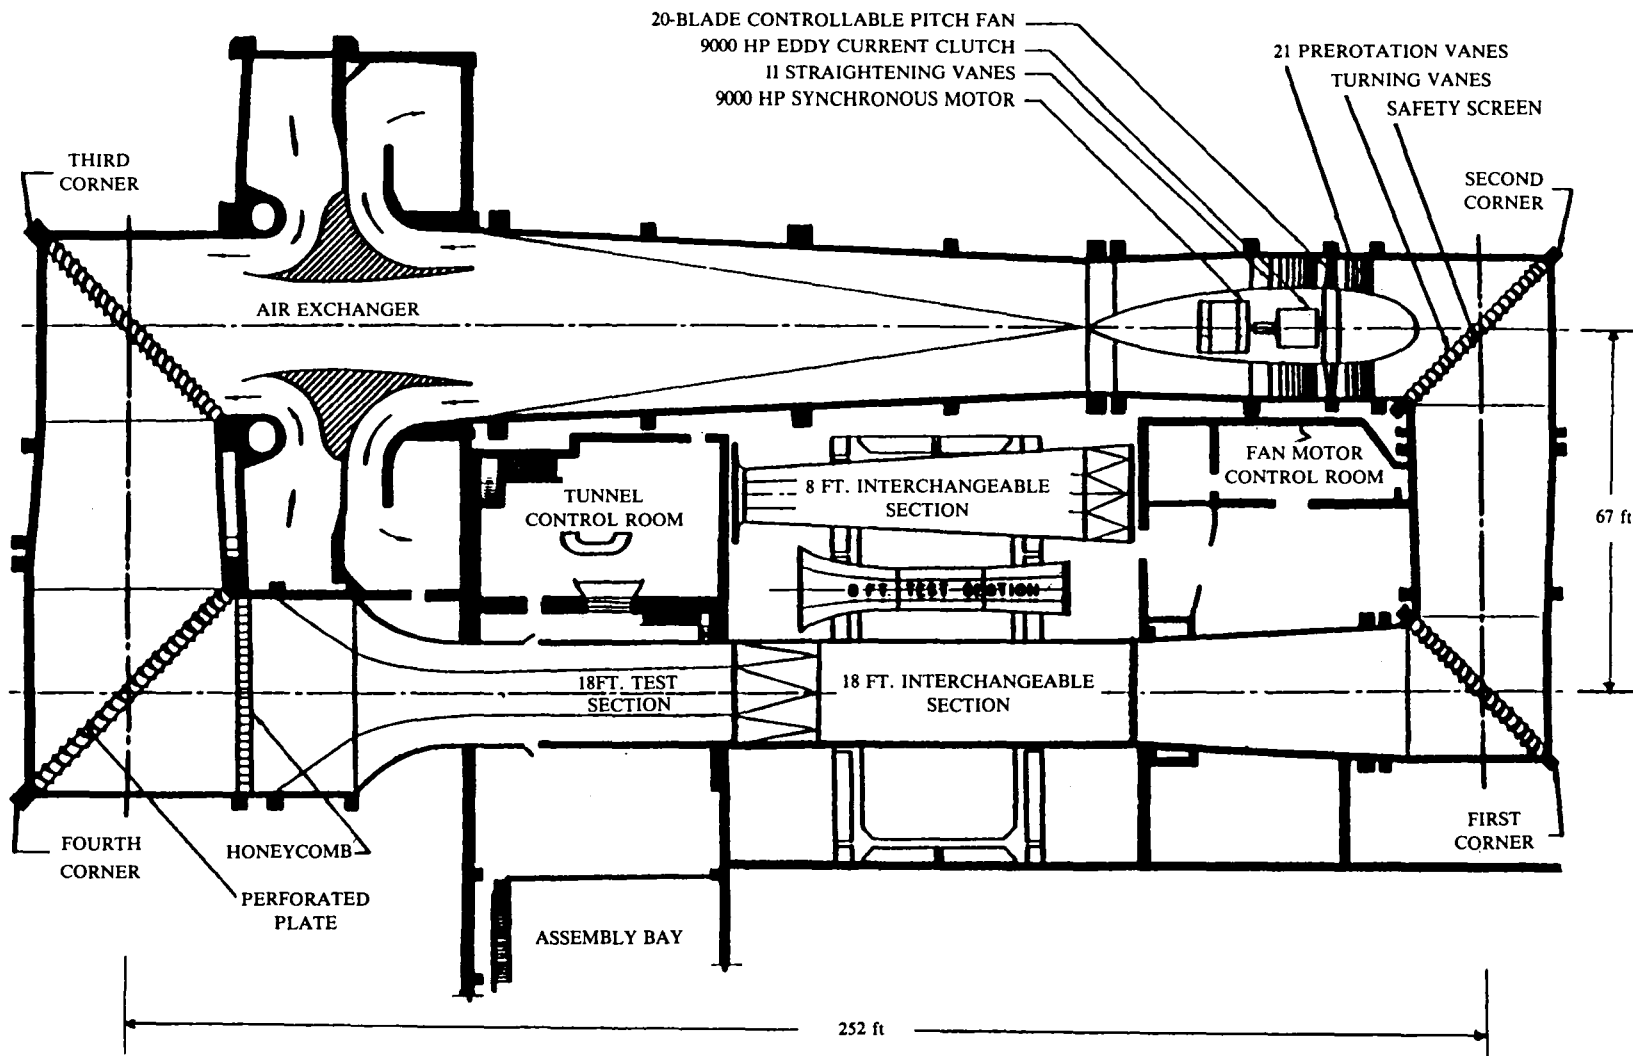 20-BLADE CONTROLLABLE PITCH FAN
9000 HP EDDY CURRENT CLUTCH
11 STRAIGHTENING VANES
9000 HP SYNCHRONOUS MOTOR
21 PREROTATION VANES
TURNING VANES
SAFETY SCREEN
THIRD
CORNER
SECOND
CORNER
AIR EXCHANGER
FAN MOTOR
CONTROL ROOM
TUNNEL
CONTROL ROOM
8 FT. INTERCHANGEABLE
SECTION
67 ft
8 FT. TEST SECTION
18FT. TEST
SECTION
18 FT. INTERCHANGEABLE
SECTION
FOURTH
CORNER
HONEYCOMB
PERFORATED
PLATE
FIRST
CORNER
ASSEMBLY BAY
252 ft